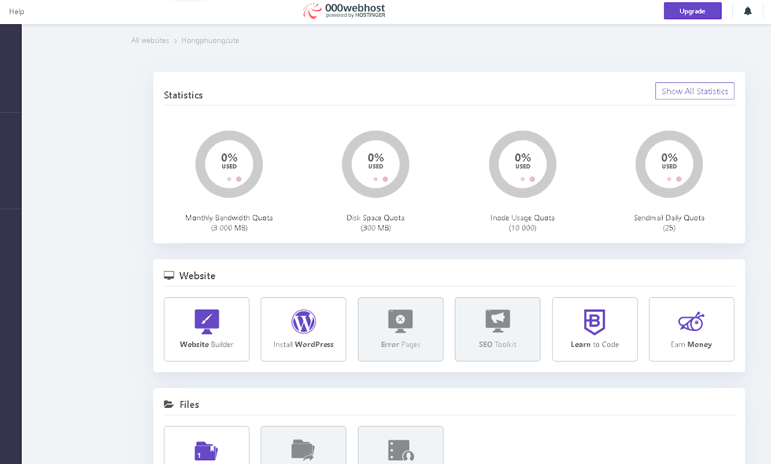 Help
000webhost
powered by HOSTINGER
Upgrade
All websites > Hongphuongcute
Statistics
Show All Statistics
0%
USED
0%
USED
0%
USED
0%
USED
Monthly Bandwidth Quota
(3 000 MB)
Disk Space Quota
(300 MB)
Inode Usage Quota
(10 000)
Sendmail Daily Quota
(25)
Website
Website Builder
Install WordPress
Error Pages
SEO Toolkit
Learn to Code
Earn Money
Files
1